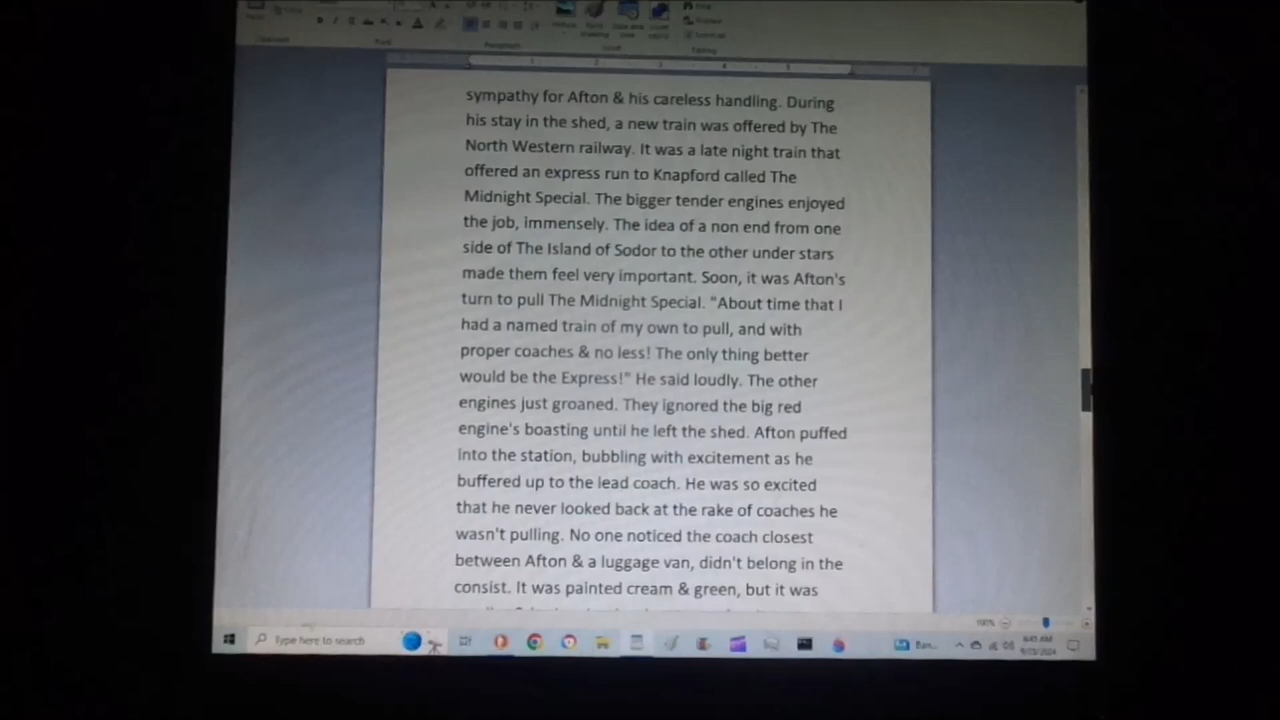 sympathy for Afton & his careless handling. During
his stay in the shed, a new train was offered by The
North Western railway. It was a late night train that
offered an express run to Knapford called The
Midnight Special. The bigger tender engines enjoyed
the job, immensely. The idea of a non end from one
side of The Island of Sodor to the other under stars
made them feel very important. Soon, it was Afton's
turn to pull The Midnight Special. "About time that I
had a named train of my own to pull, and with
proper coaches & no less! The only thing better
would be the Express!" He said loudly. The other
engines just groaned. They ignored the big red
engine's boasting until he left the shed. Afton puffed
into the station, bubbling with excitement as he
buffered up to the lead coach. He was so excited
that he never looked back at the rake of coaches he
wasn't pulling. No one noticed the coach closest
between Afton & a luggage van, didn't belong in the
consist. It was painted cream & green, but it was
100%
Type here to search
Ban...
6:45 AM